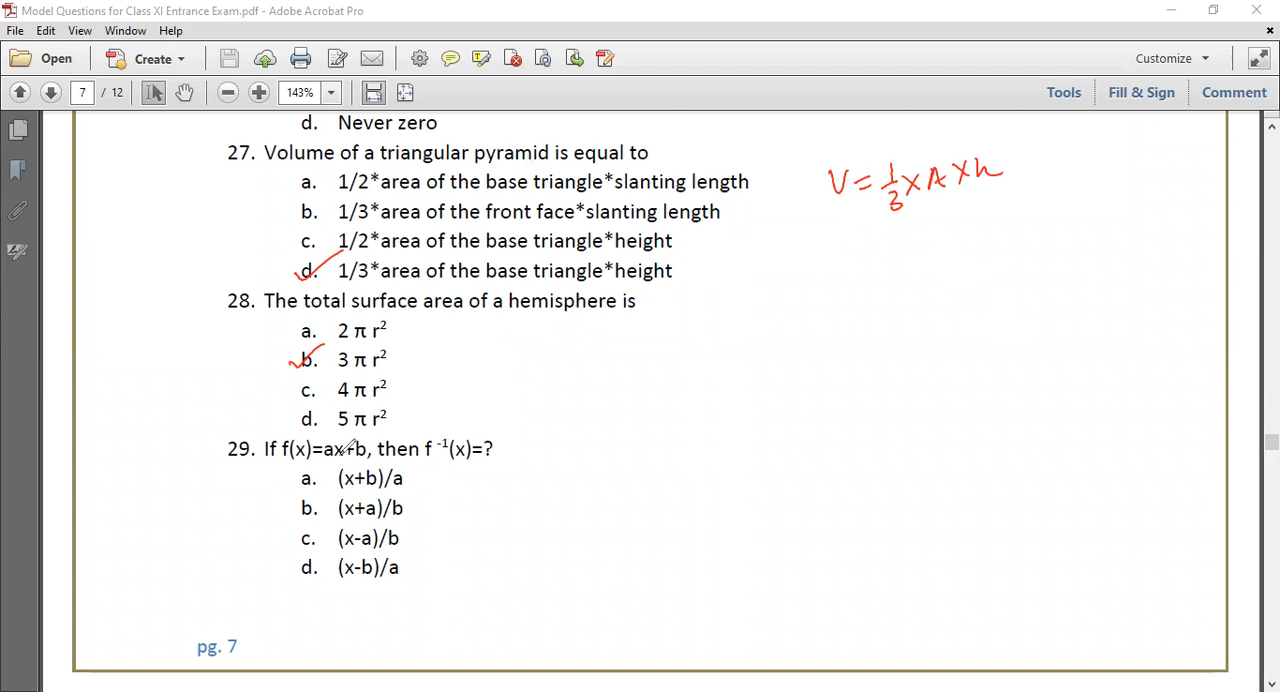 Model Questions for Class XI Entrance Exam.pdf - Adobe Acrobat Pro
File Edit View Window Help
Open Create Customize
7 / 12 143% Tools Fill & Sign Comment
d. Never zero
27. Volume of a triangular pyramid is equal to
a. 1/2*area of the base triangle*slanting length
b. 1/3*area of the front face*slanting length
c. 1/2*area of the base triangle*height
d. 1/3*area of the base triangle*height
V = 1/3 × A × h
28. The total surface area of a hemisphere is
a. 2 π r²
b. 3 π r²
c. 4 π r²
d. 5 π r²
29. If f(x)=ax+b, then f ⁻¹(x)=?
a. (x+b)/a
b. (x+a)/b
c. (x-a)/b
d. (x-b)/a
pg. 7